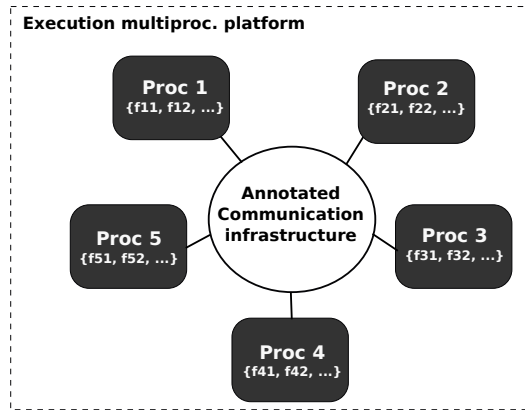 Execution multiproc. platform
Proc 1
{f11, f12, ...}
Proc 2
{f21, f22, ...}
Annotated
Communication
infrastructure
Proc 5
{f51, f52, ...}
Proc 3
{f31, f32, ...}
Proc 4
{f41, f42, ...}